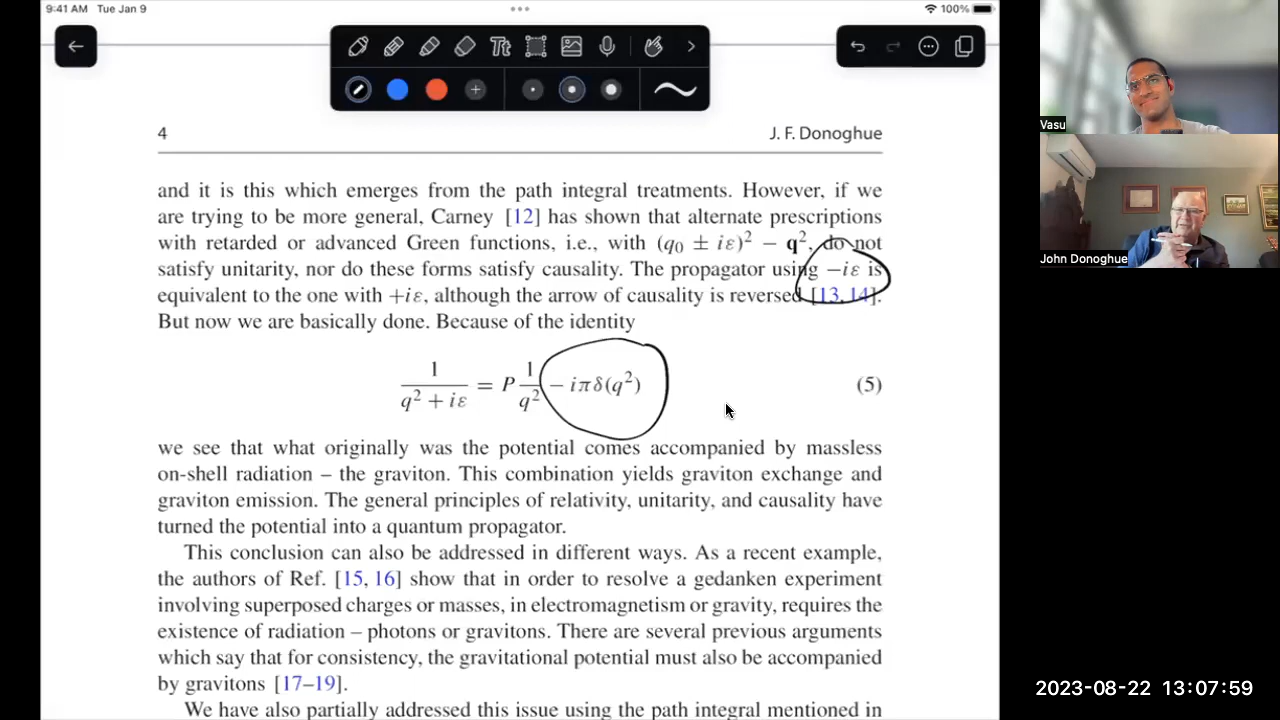 9:41 AM Tue Jan 9
100%
Tt
4
J. F. Donoghue
and it is this which emerges from the path integral treatments. However, if we
are trying to be more general, Carney [12] has shown that alternate prescriptions
with retarded or advanced Green functions, i.e., with (q₀ ± iε)² − q², do not
satisfy unitarity, nor do these forms satisfy causality. The propagator using −iε is
equivalent to the one with +iε, although the arrow of causality is reversed [13, 14].
But now we are basically done. Because of the identity
1/(q² + iε) = P 1/q² − iπδ(q²) (5)
we see that what originally was the potential comes accompanied by massless
on-shell radiation – the graviton. This combination yields graviton exchange and
graviton emission. The general principles of relativity, unitarity, and causality have
turned the potential into a quantum propagator.
This conclusion can also be addressed in different ways. As a recent example,
the authors of Ref. [15, 16] show that in order to resolve a gedanken experiment
involving superposed charges or masses, in electromagnetism or gravity, requires the
existence of radiation – photons or gravitons. There are several previous arguments
which say that for consistency, the gravitational potential must also be accompanied
by gravitons [17–19].
We have also partially addressed this issue using the path integral mentioned in
Vasu
John Donoghue
2023-08-22 13:07:59